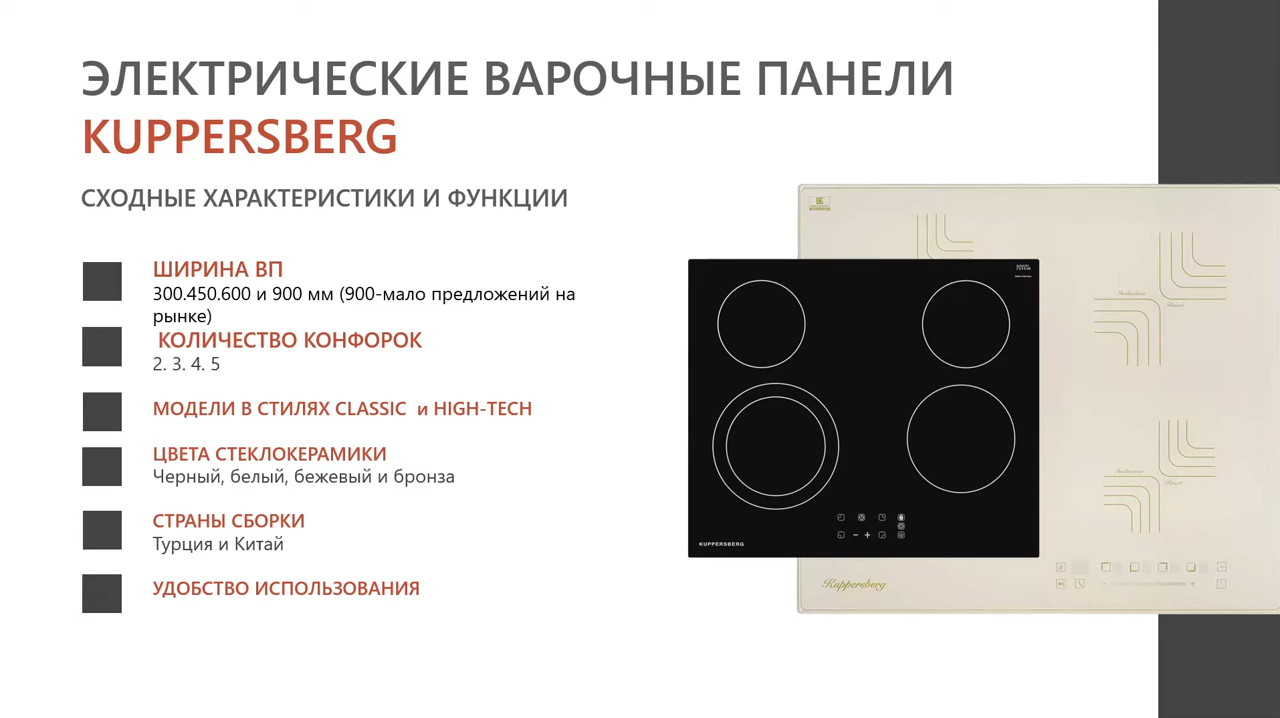 ЭЛЕКТРИЧЕСКИЕ ВАРОЧНЫЕ ПАНЕЛИ
KUPPERSBERG
СХОДНЫЕ ХАРАКТЕРИСТИКИ И ФУНКЦИИ
ШИРИНА ВП
300.450.600 и 900 мм (900-мало предложений на
рынке)
КОЛИЧЕСТВО КОНФОРОК
2. 3. 4. 5
МОДЕЛИ В СТИЛЯХ CLASSIC и HIGH-TECH
ЦВЕТА СТЕКЛОКЕРАМИКИ
Черный, белый, бежевый и бронза
СТРАНЫ СБОРКИ
Турция и Китай
УДОБСТВО ИСПОЛЬЗОВАНИЯ
KUPPERSBERG
Kuppersberg